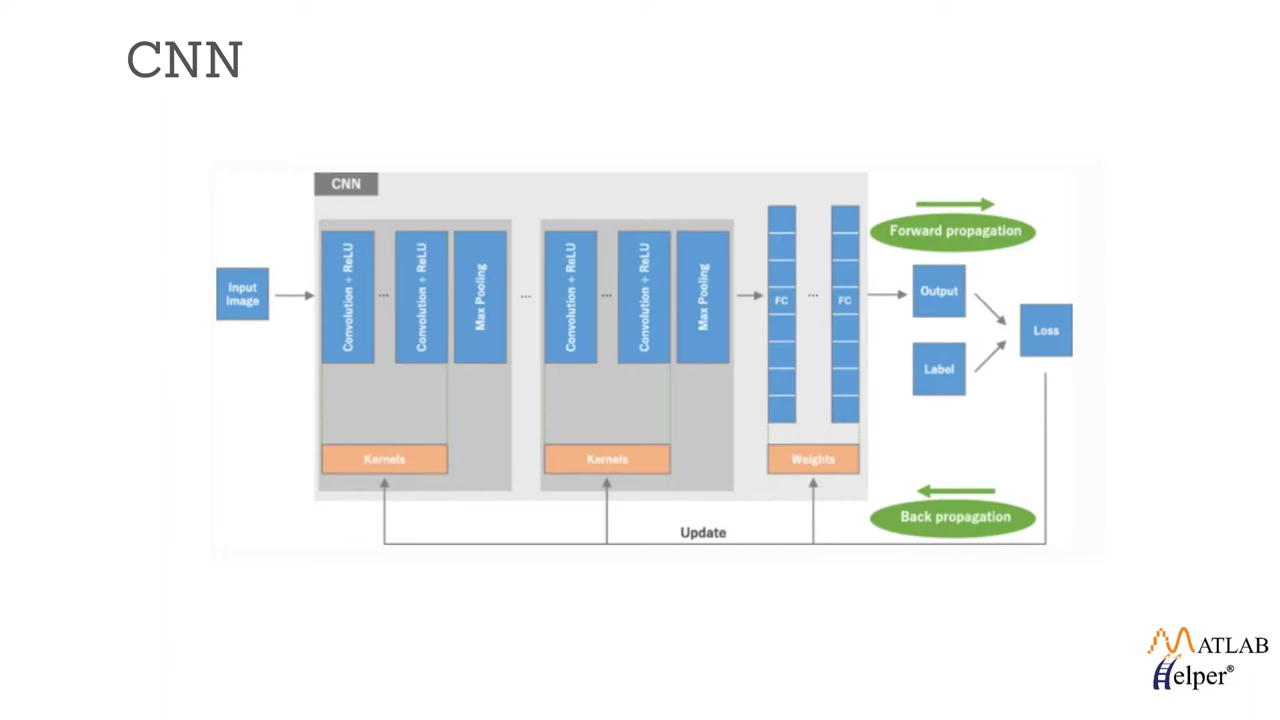 CNN
CNN
Input
Image
Convolution + ReLU
...
Convolution + ReLU
Max Pooling
...
Convolution + ReLU
...
Convolution + ReLU
Max Pooling
FC
...
FC
Forward propagation
Output
Label
Loss
Kernels
Kernels
Weights
Back propagation
Update
MATLAB
Helper®